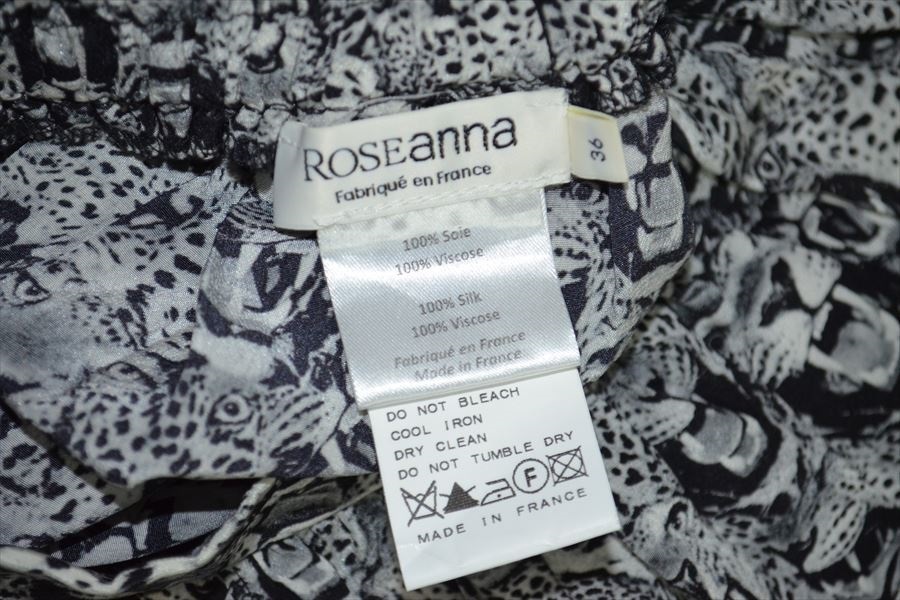 ROSEanna
Fabriqué en France
36
100% Soie
100% Viscose
100% Silk
100% Viscose
Fabriqué en France
Made in France
DO NOT BLEACH
COOL IRON
DRY CLEAN
DO NOT TUMBLE DRY
F
MADE IN FRANCE